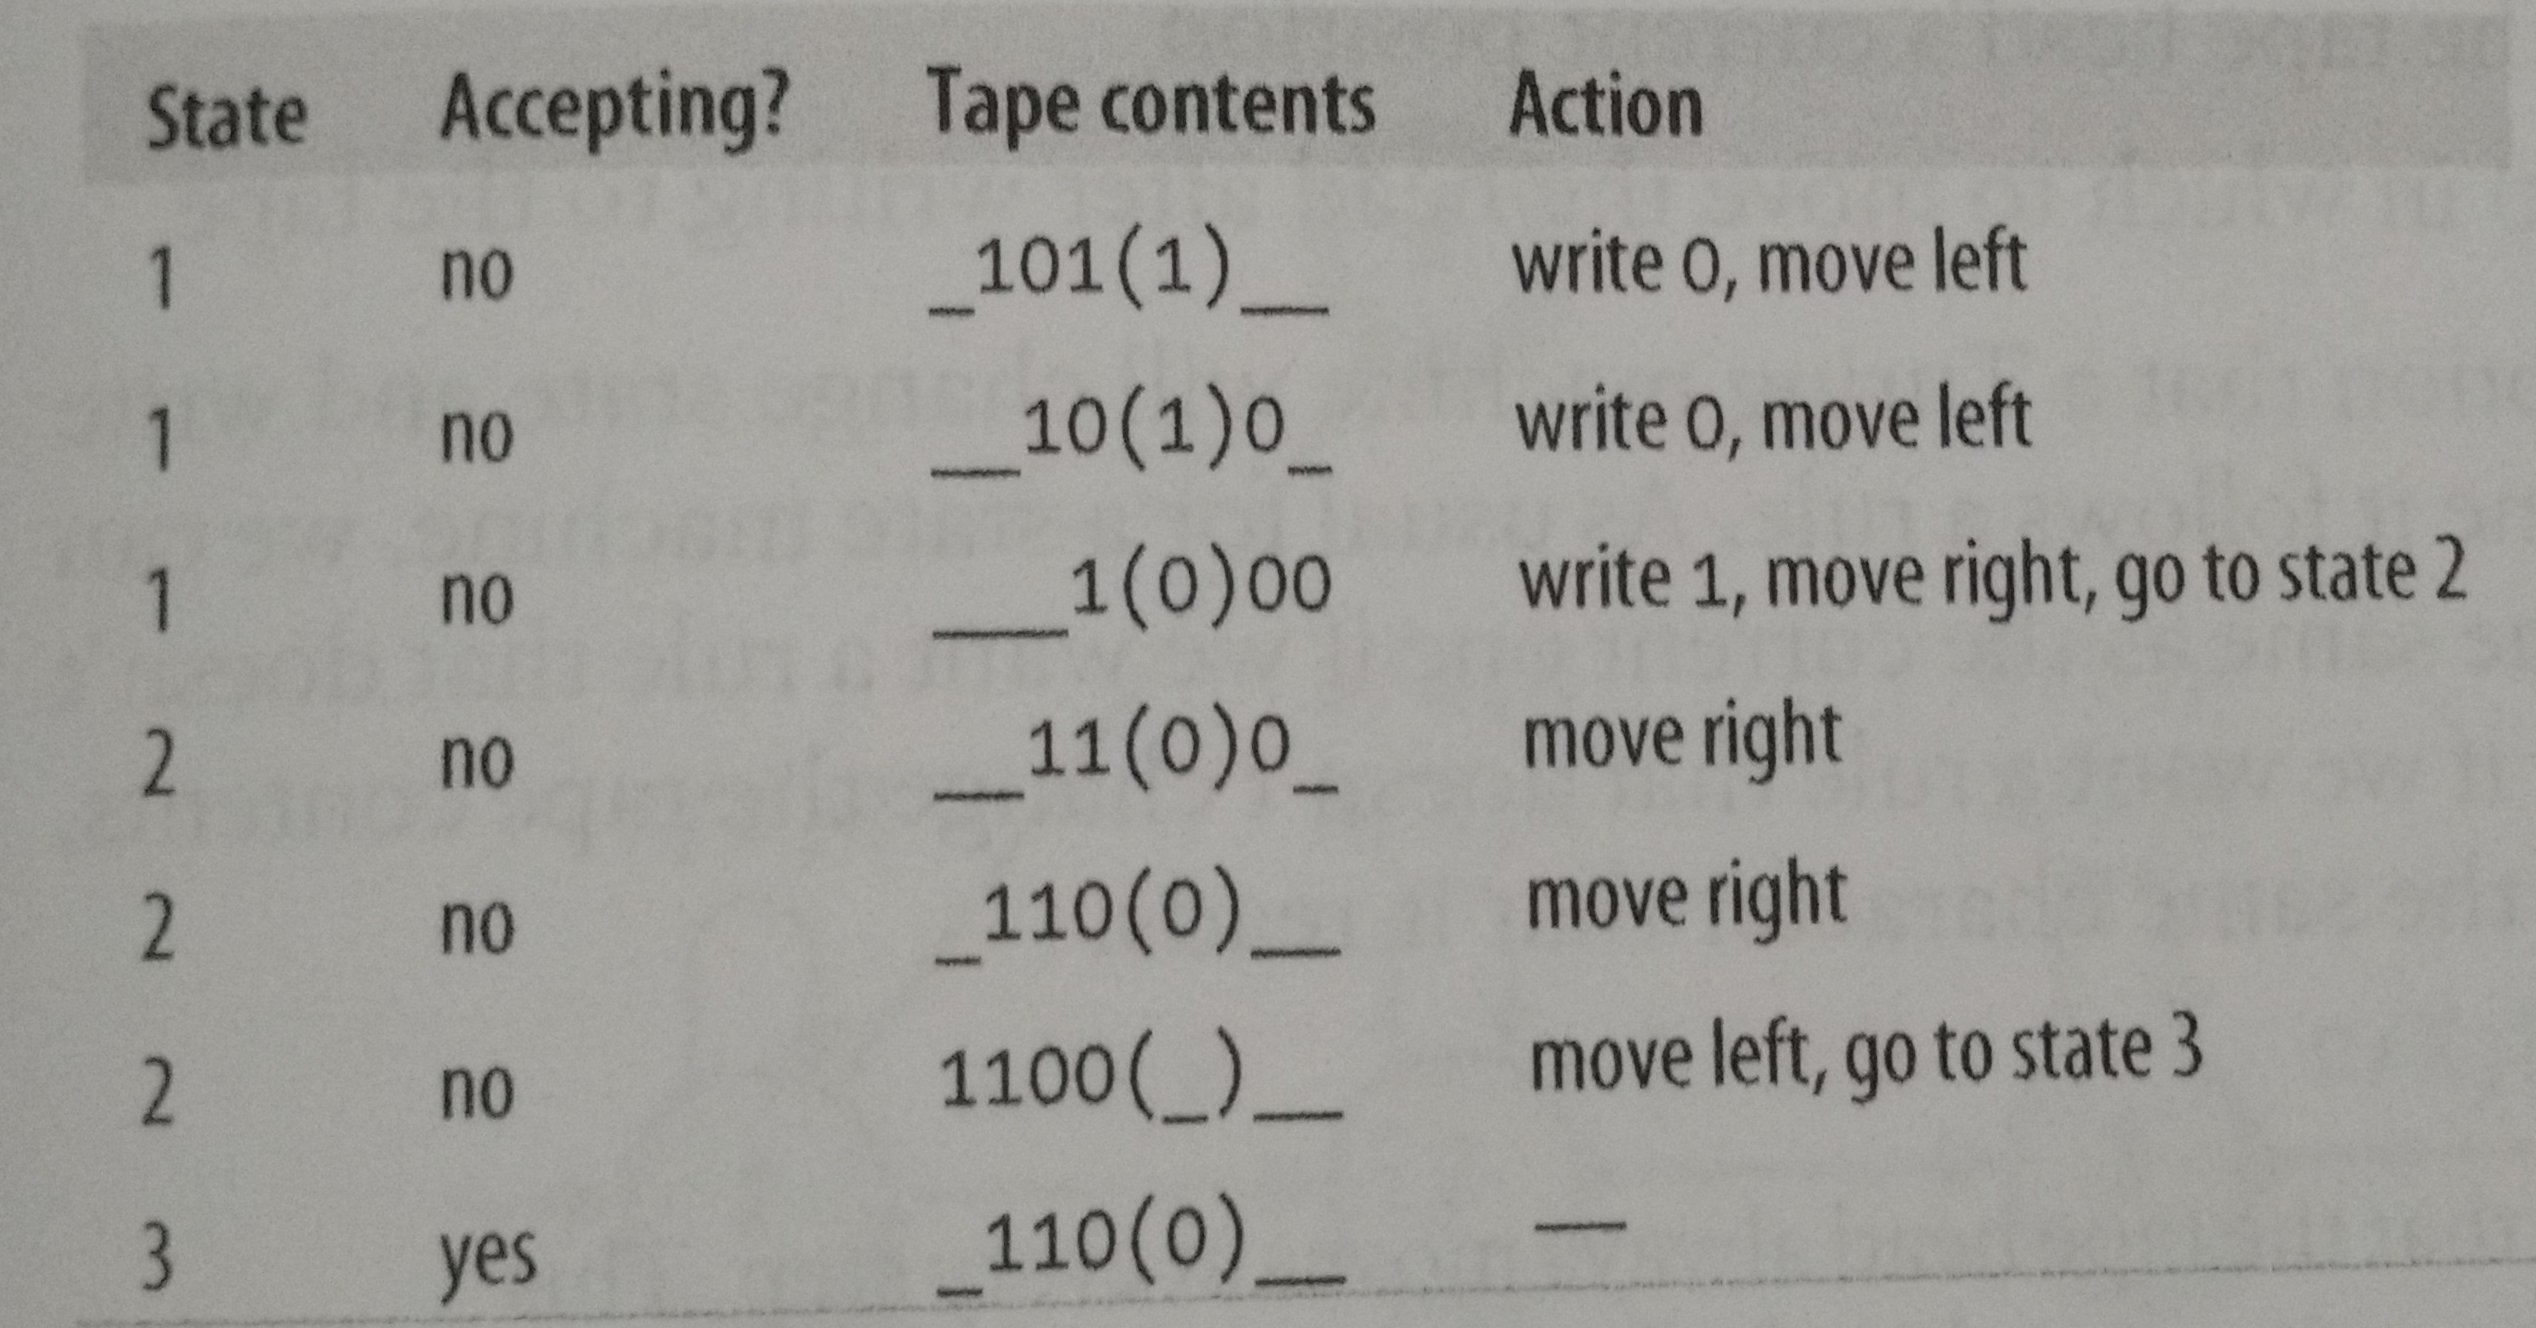 State Accepting? Tape contents Action
1 no _101(1)__ write 0, move left
1 no __10(1)0_ write 0, move left
1 no ___1(0)00 write 1, move right, go to state 2
2 no __11(0)0_ move right
2 no _110(0)__ move right
2 no 1100(_)__ move left, go to state 3
3 yes _110(0)__ —